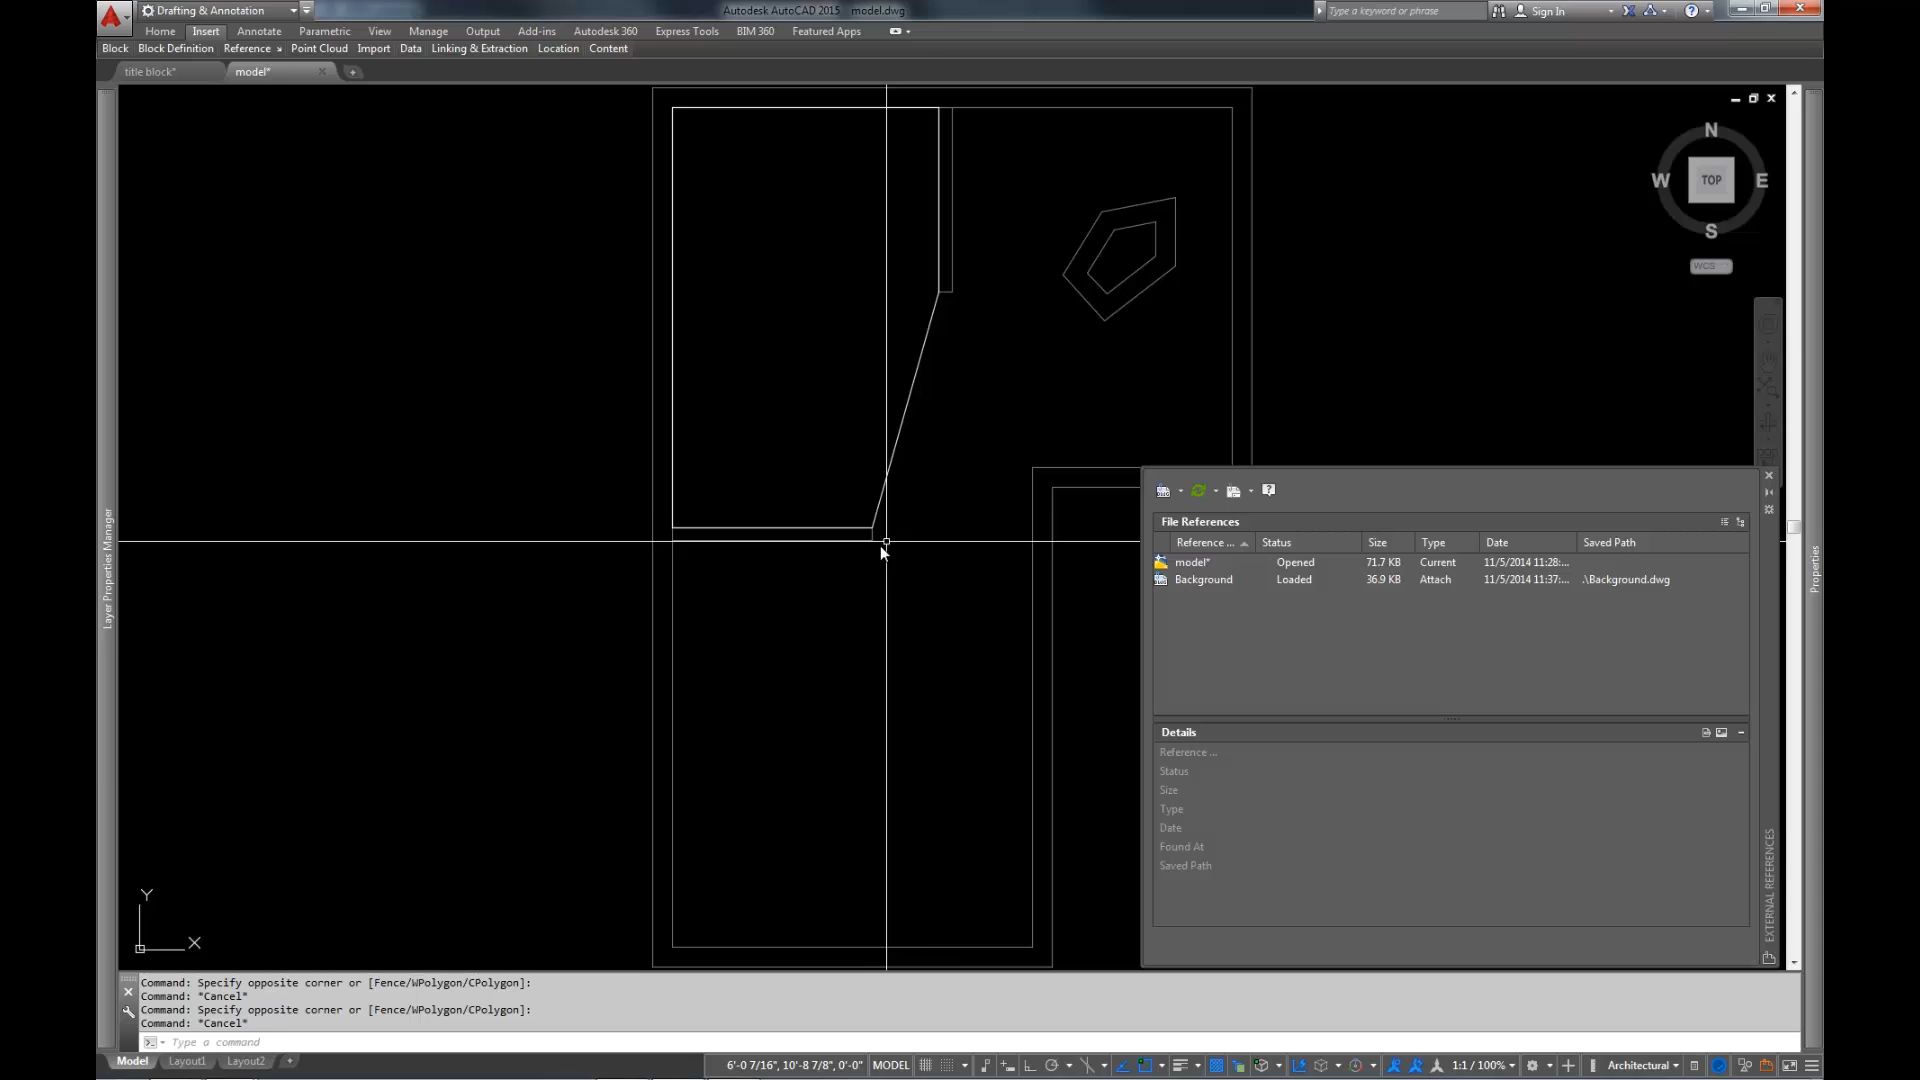 Drafting & Annotation
Autodesk AutoCAD 2015 model.dwg
Type a keyword or phrase
Sign In
Home Insert Annotate Parametric View Manage Output Add-ins Autodesk 360 Express Tools BIM 360 Featured Apps
Block Block Definition Reference Point Cloud Import Data Linking & Extraction Location Content
title block* model*
N
W TOP E
S
WCS
File References
Reference ... Status Size Type Date Saved Path
model* Opened 71.7 KB Current 11/5/2014 11:28:...
Background Loaded 36.9 KB Attach 11/5/2014 11:37:... .\Background.dwg
Details
Reference ...
Status
Size
Type
Date
Found At
Saved Path
EXTERNAL REFERENCES
Layer Properties Manager
Properties
Y
X
Command: Specify opposite corner or [Fence/WPolygon/CPolygon]:
Command: *Cancel*
Command: Specify opposite corner or [Fence/WPolygon/CPolygon]:
Command: *Cancel*
Type a command
Model Layout1 Layout2
6'-0 7/16", 10'-8 7/8", 0'-0" MODEL 1:1 / 100% Architectural